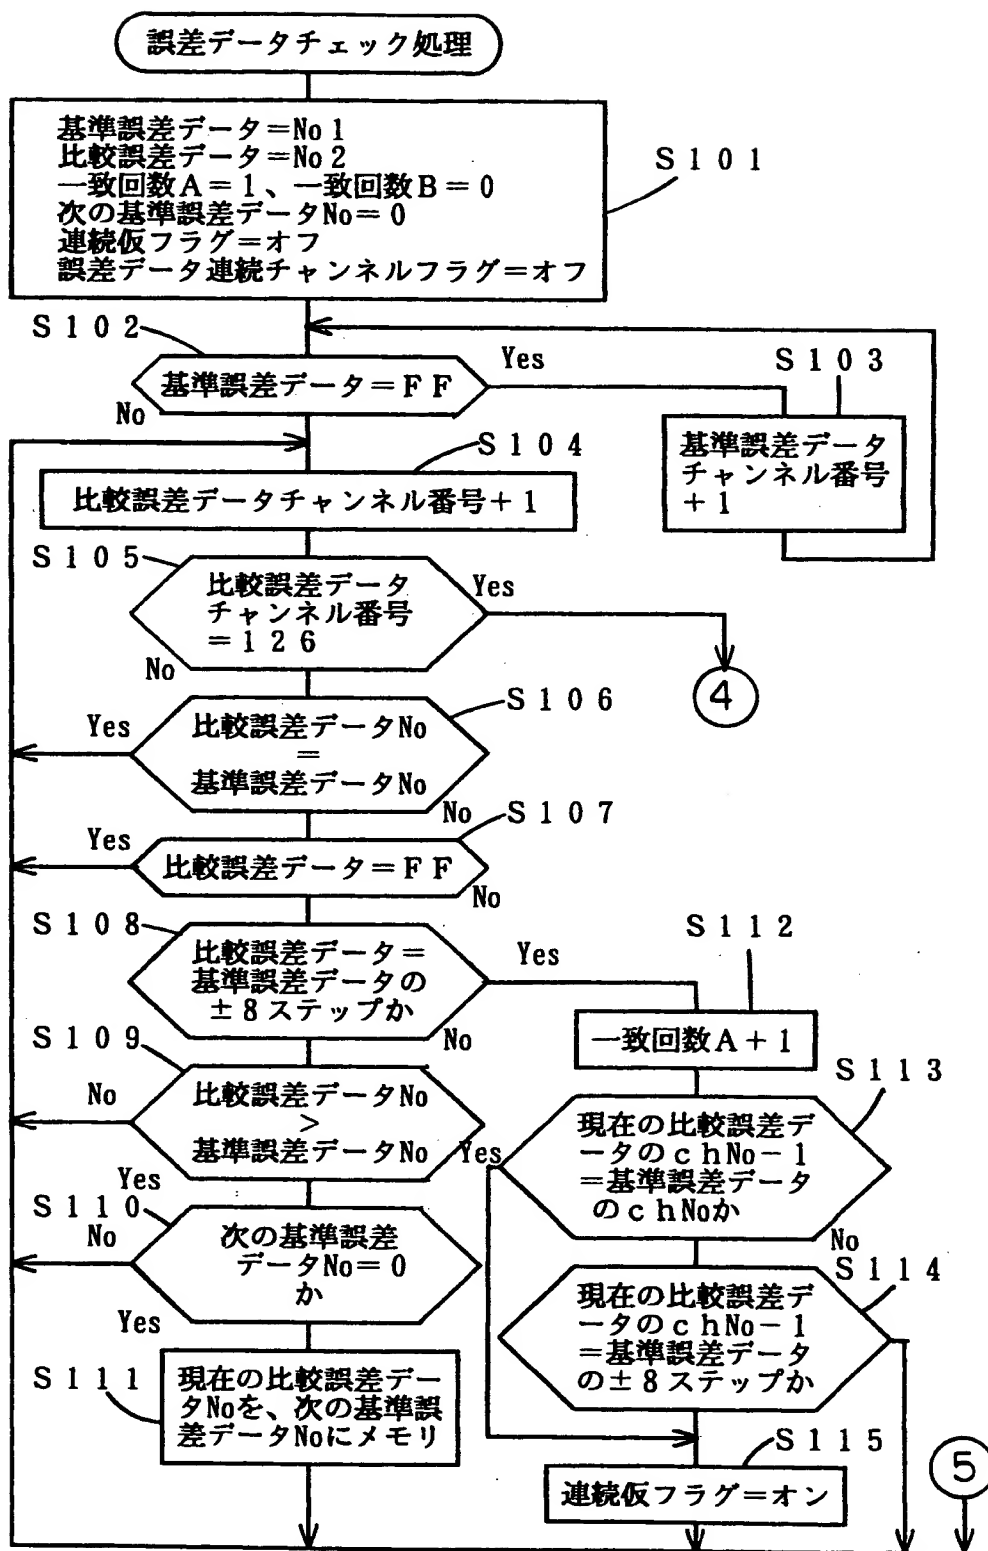 誤差データチェック処理
基準誤差データ＝No１
比較誤差データ＝No２
一致回数Ａ＝１、一致回数Ｂ＝０
次の基準誤差データNo＝０
連続仮フラグ＝オフ
誤差データ連続チャンネルフラグ＝オフ
Ｓ１０１
Ｓ１０２
基準誤差データ＝ＦＦ
Yes
No
Ｓ１０３
基準誤差データ
チャンネル番号
＋１
Ｓ１０４
比較誤差データチャンネル番号＋１
Ｓ１０５
比較誤差データ
チャンネル番号
＝１２６
Yes
No
④
Ｓ１０６
Yes
比較誤差データNo
＝
基準誤差データNo
No
Ｓ１０７
Yes
比較誤差データ＝ＦＦ
No
Ｓ１０８
比較誤差データ＝
基準誤差データの
±８ステップか
Yes
No
Ｓ１０９
No
比較誤差データNo
＞
基準誤差データNo
Yes
Ｓ１１０
No
次の基準誤差
データNo＝０
か
Yes
Ｓ１１１
現在の比較誤差デー
タNoを、次の基準誤
差データNoにメモリ
Ｓ１１２
一致回数Ａ＋１
Ｓ１１３
現在の比較誤差デ
ータのｃｈNo－１
＝基準誤差データ
のｃｈNoか
Yes
No
Ｓ１１４
現在の比較誤差デ
ータのｃｈNo－１
＝基準誤差データ
の±８ステップか
Ｓ１１５
連続仮フラグ＝オン
⑤